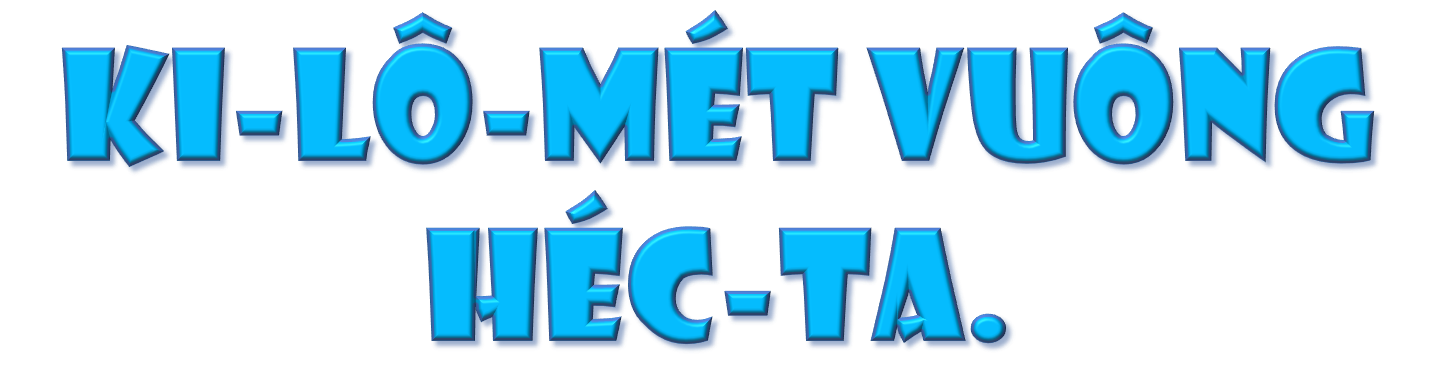 KI-LÔ-MÉT VUÔNG
HÉC-TA.